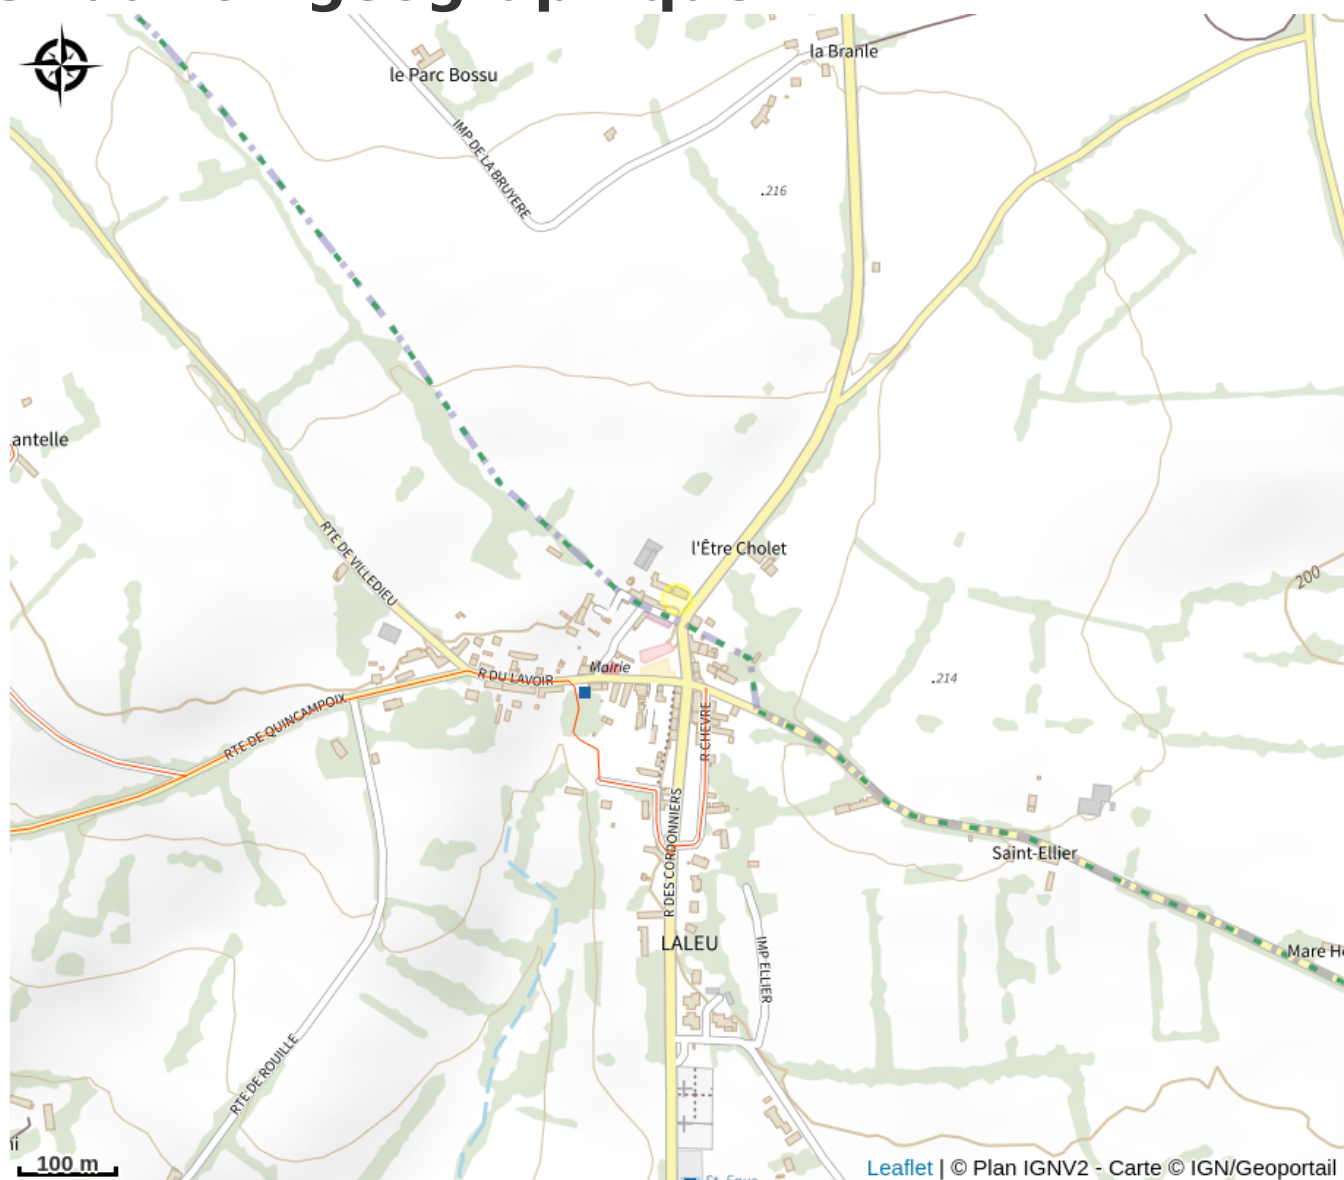 la Branle
le Parc Bossu
IMP DE LA BRUYERE
216
antelle
RTE DE VILLEDIEU
l'Être Cholet
200
Mairie
R DU LAVOIR
214
RTE DE QUINCAMPOIX
R CHEVRE
R DES CORDONNIERS
Saint-Ellier
LALEU
IMP ELLIER
Mare H
RTE DE ROUILLE
100 m
Leaflet | © Plan IGNV2 - Carte © IGN/Geoportail